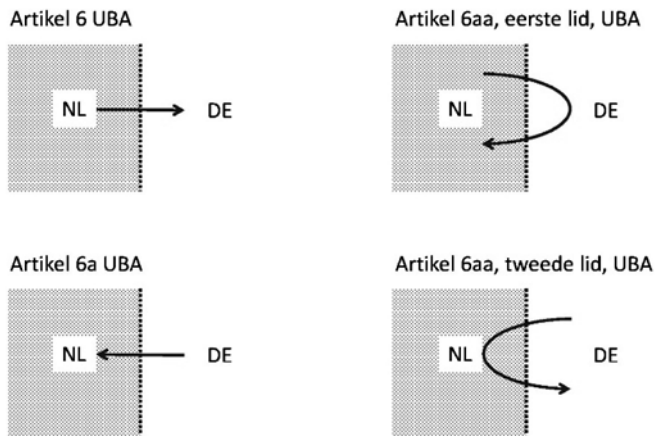 Artikel 6 UBA
NL
DE
Artikel 6aa, eerste lid, UBA
NL
DE
Artikel 6a UBA
NL
DE
Artikel 6aa, tweede lid, UBA
NL
DE